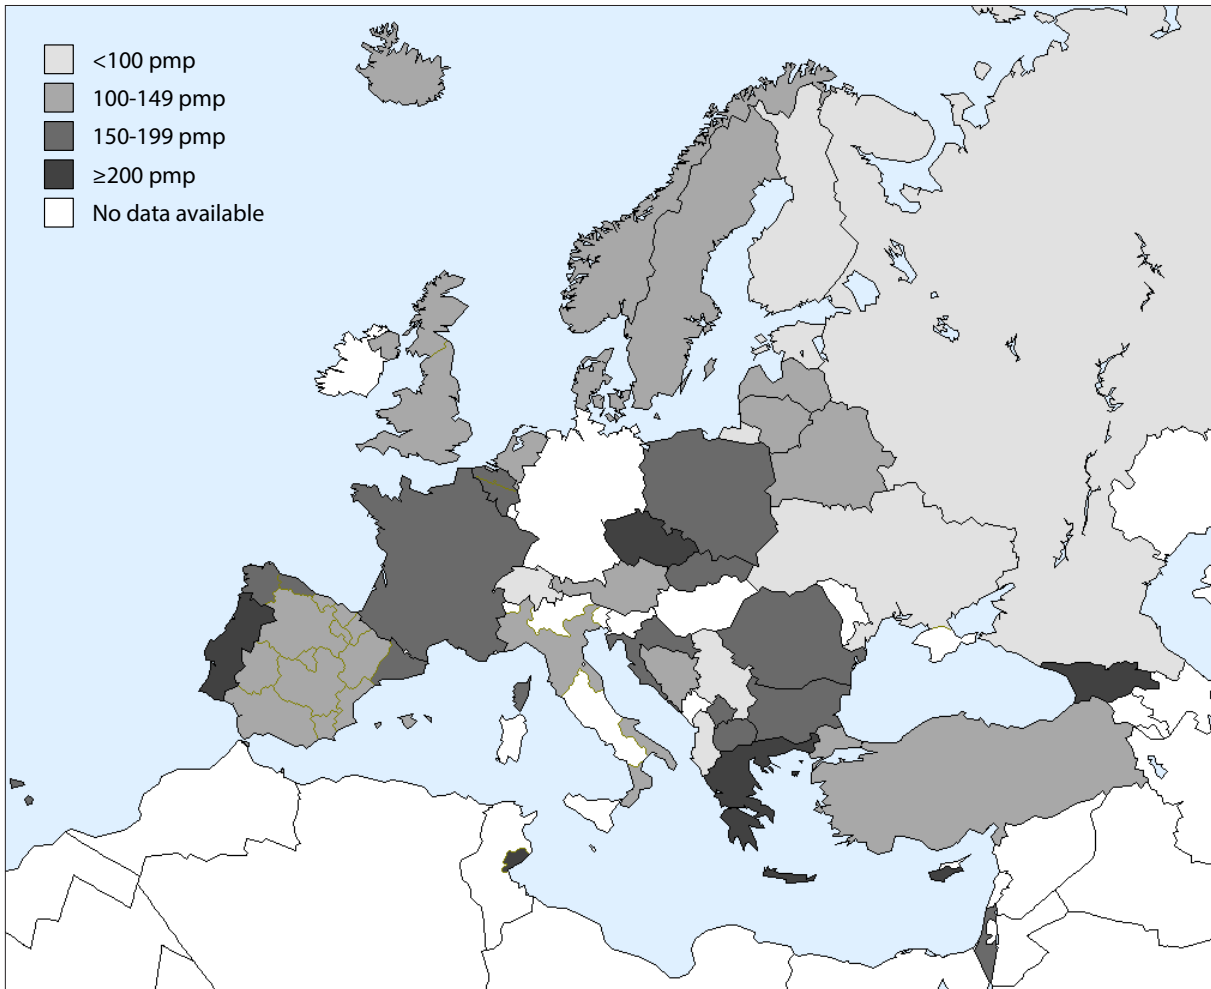 <100 pmp
100-149 pmp
150-199 pmp
≥200 pmp
No data available